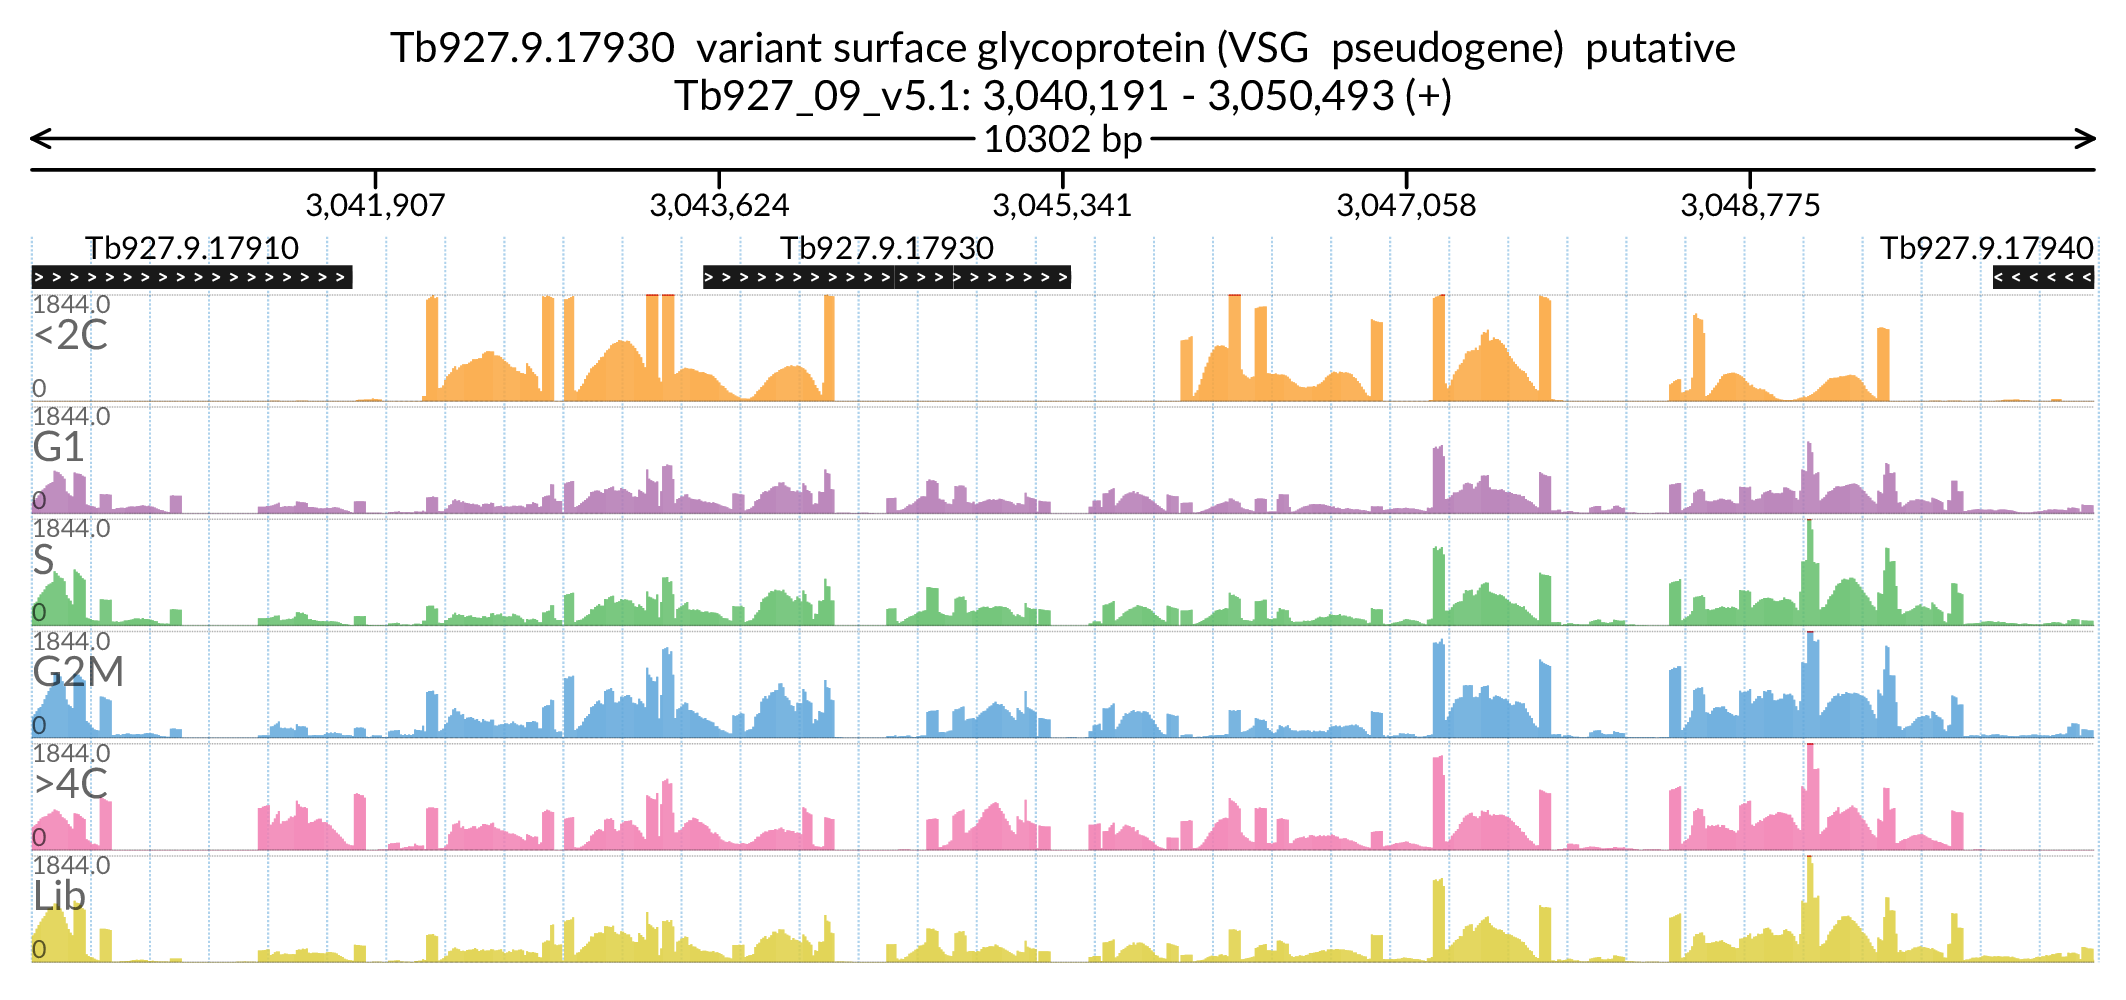 Tb927.9.17930  variant surface glycoprotein (VSG  pseudogene)  putative
Tb927_09_v5.1: 3,040,191 - 3,050,493 (+)
10302 bp
3,041,907 3,043,624 3,045,341 3,047,058 3,048,775
Tb927.9.17910 Tb927.9.17930 Tb927.9.17940
1844.0
<2C
0
1844.0
G1
0
1844.0
S
0
1844.0
G2M
0
1844.0
>4C
0
1844.0
Lib
0